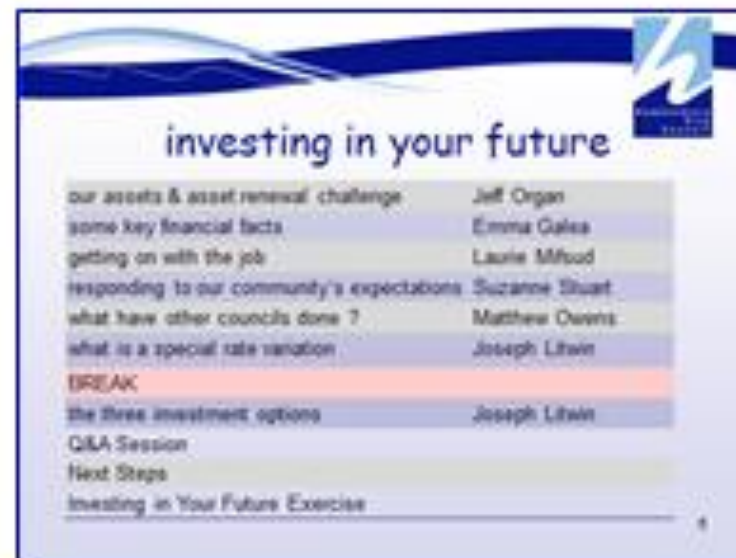 investing in your future
our assets & asset renewal challenge Jeff Organ
some key financial facts Emma Galea
getting on with the job Laurie Mifsud
responding to our community's expectations Suzanne Stuart
what have other councils done ? Matthew Owens
what is a special rate variation Joseph Litwin
BREAK
the three investment options Joseph Litwin
Q&A Session
Next Steps
Investing in Your Future Exercise